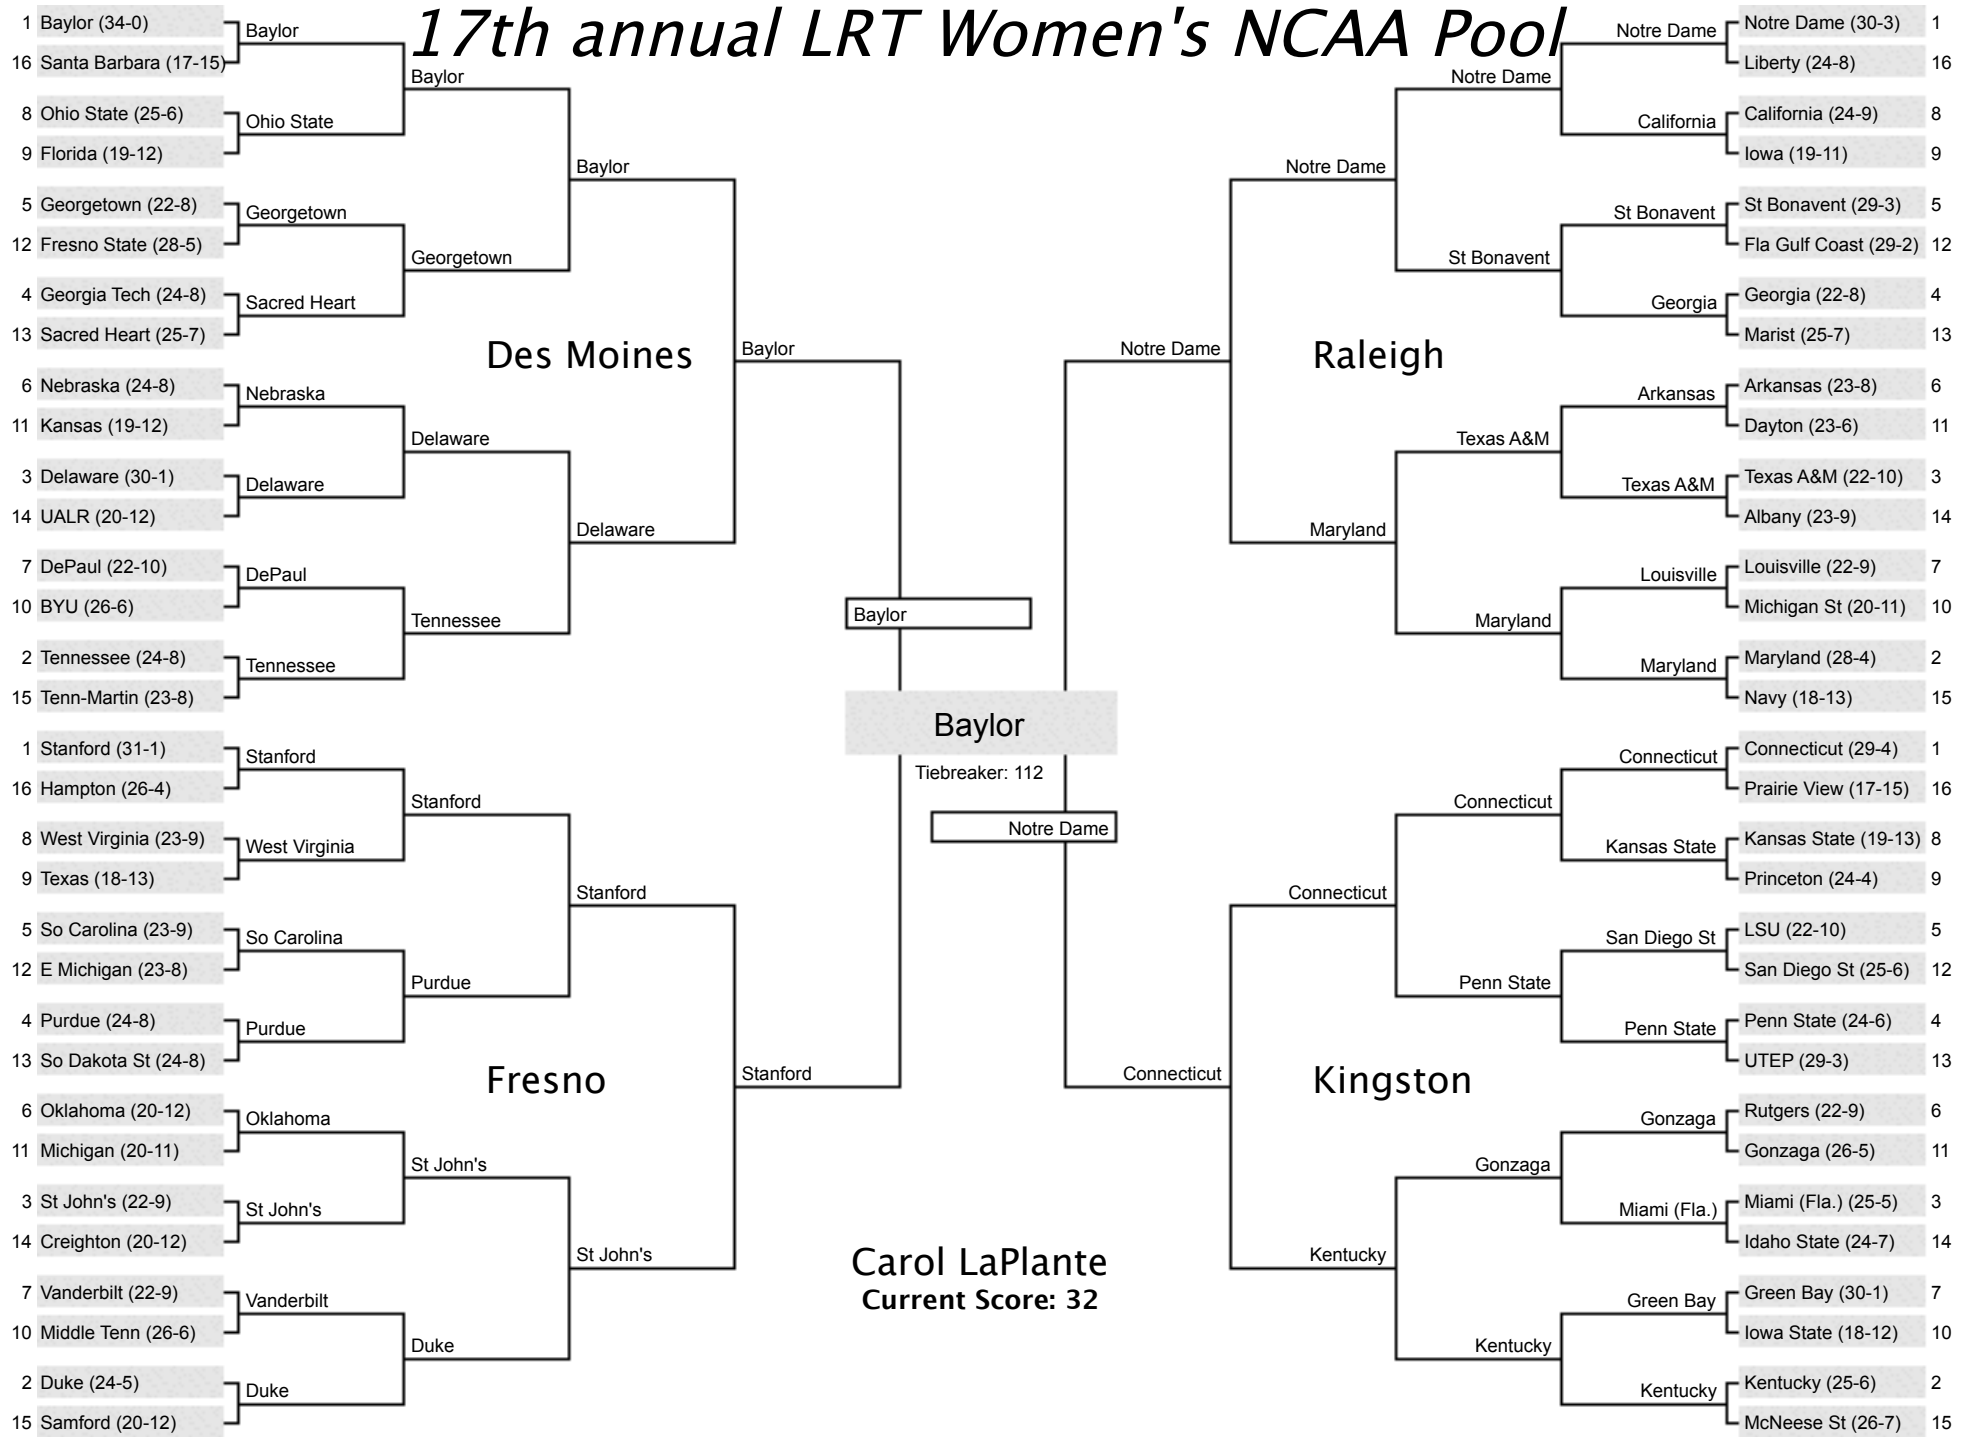 17th annual LRT Women's NCAA Pool
1 Baylor (34-0)
16 Santa Barbara (17-15)
8 Ohio State (25-6)
9 Florida (19-12)
5 Georgetown (22-8)
12 Fresno State (28-5)
4 Georgia Tech (24-8)
13 Sacred Heart (25-7)
6 Nebraska (24-8)
11 Kansas (19-12)
3 Delaware (30-1)
14 UALR (20-12)
7 DePaul (22-10)
10 BYU (26-6)
2 Tennessee (24-8)
15 Tenn-Martin (23-8)
Baylor
Ohio State
Georgetown
Sacred Heart
Nebraska
Delaware
DePaul
Tennessee
Baylor
Georgetown
Delaware
Tennessee
Baylor
Delaware
Des Moines
Baylor
1 Stanford (31-1)
16 Hampton (26-4)
8 West Virginia (23-9)
9 Texas (18-13)
5 So Carolina (23-9)
12 E Michigan (23-8)
4 Purdue (24-8)
13 So Dakota St (24-8)
6 Oklahoma (20-12)
11 Michigan (20-11)
3 St John's (22-9)
14 Creighton (20-12)
7 Vanderbilt (22-9)
10 Middle Tenn (26-6)
2 Duke (24-5)
15 Samford (20-12)
Stanford
West Virginia
So Carolina
Purdue
Oklahoma
St John's
Vanderbilt
Duke
Stanford
Purdue
St John's
Duke
Stanford
St John's
Fresno
Stanford
Baylor
Baylor
Tiebreaker: 112
Notre Dame
Carol LaPlante
Current Score: 32
Notre Dame (30-3) 1
Liberty (24-8) 16
California (24-9) 8
Iowa (19-11) 9
St Bonavent (29-3) 5
Fla Gulf Coast (29-2) 12
Georgia (22-8) 4
Marist (25-7) 13
Arkansas (23-8) 6
Dayton (23-6) 11
Texas A&M (22-10) 3
Albany (23-9) 14
Louisville (22-9) 7
Michigan St (20-11) 10
Maryland (28-4) 2
Navy (18-13) 15
Notre Dame
California
St Bonavent
Georgia
Arkansas
Texas A&M
Louisville
Maryland
Notre Dame
St Bonavent
Texas A&M
Maryland
Notre Dame
Maryland
Raleigh
Notre Dame
Connecticut (29-4) 1
Prairie View (17-15) 16
Kansas State (19-13) 8
Princeton (24-4) 9
LSU (22-10) 5
San Diego St (25-6) 12
Penn State (24-6) 4
UTEP (29-3) 13
Rutgers (22-9) 6
Gonzaga (26-5) 11
Miami (Fla.) (25-5) 3
Idaho State (24-7) 14
Green Bay (30-1) 7
Iowa State (18-12) 10
Kentucky (25-6) 2
McNeese St (26-7) 15
Connecticut
Kansas State
San Diego St
Penn State
Gonzaga
Miami (Fla.)
Green Bay
Kentucky
Connecticut
Penn State
Gonzaga
Kentucky
Connecticut
Kentucky
Kingston
Connecticut